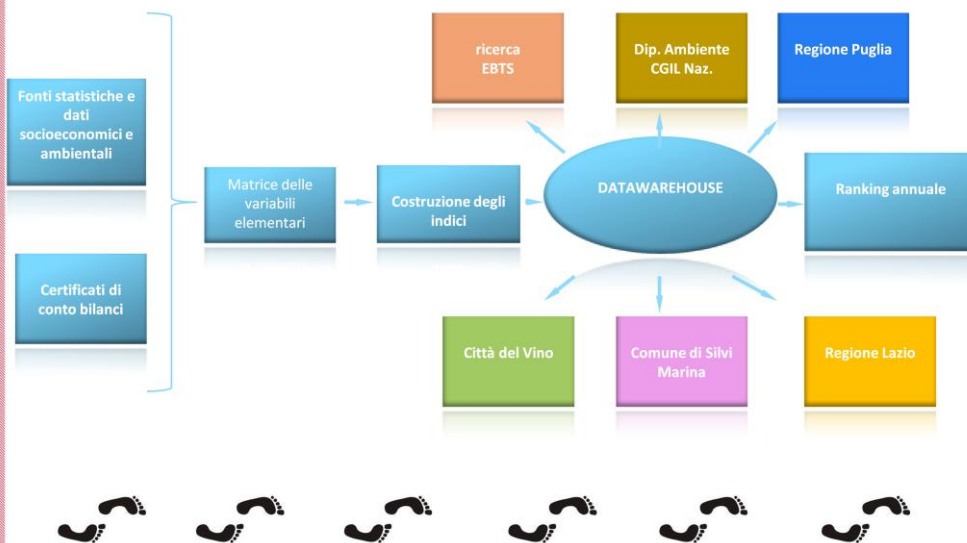 ricerca
EBTS
Dip. Ambiente
CGIL Naz.
Regione Puglia
Fonti statistiche e
dati
socioeconomici e
ambientali
Matrice delle
variabili
elementari
Costruzione degli
indici
DATAWAREHOUSE
Ranking annuale
Certificati di
conto bilanci
Città del Vino
Comune di Silvi
Marina
Regione Lazio